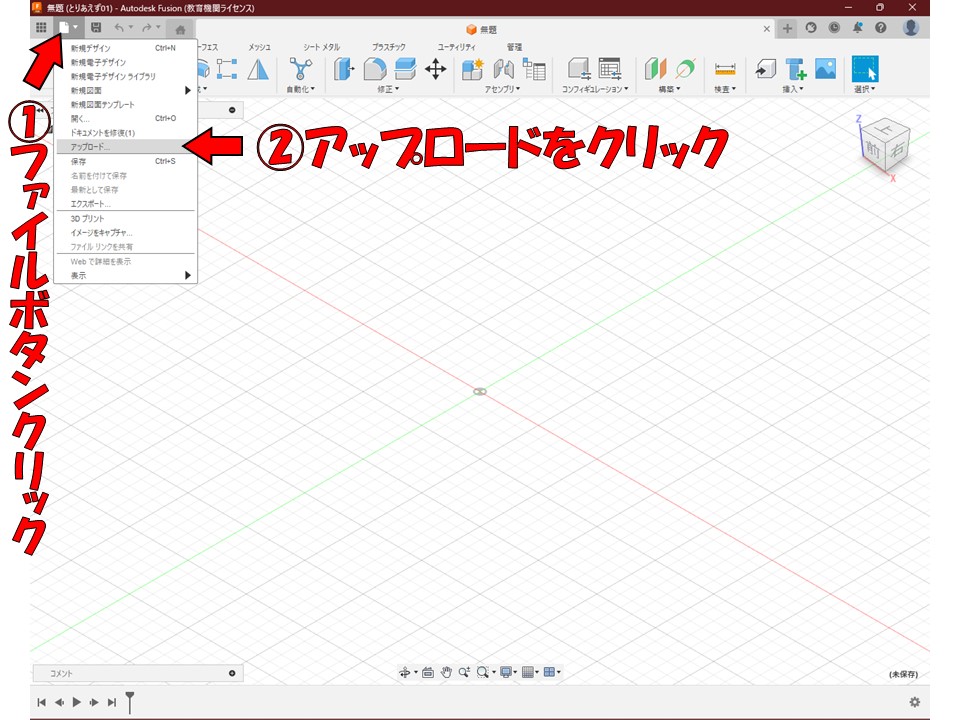 無題 (とりあえず01) - Autodesk Fusion (教育機関ライセンス)
無題
ーフェス メッシュ シート メタル プラスチック ユーティリティ 管理
自動化 修正 アセンブリ コンフィギュレーション 構築 検査 挿入 選択
新規デザイン Ctrl+N
新規電子デザイン
新規電子デザイン ライブラリ
新規図面
新規図面テンプレート
開く... Ctrl+O
ドキュメントを修復(1)
アップロード...
保存 Ctrl+S
名前を付けて保存
最新として保存
エクスポート...
3D プリント
イメージをキャプチャ...
ファイル リンクを共有
Web で詳細を表示
表示
①ファイルボタンクリック
②アップロードをクリック
Z
上
前 右
X
コメント
(未保存)